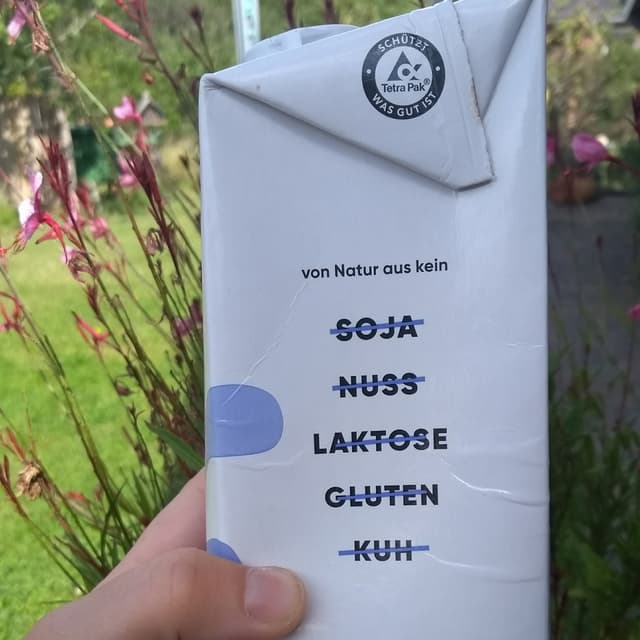 SCHÜTZT
Tetra Pak®
WAS GUT IST
von Natur aus kein
SOJA
NUSS
LAKTOSE
GLUTEN
KUH